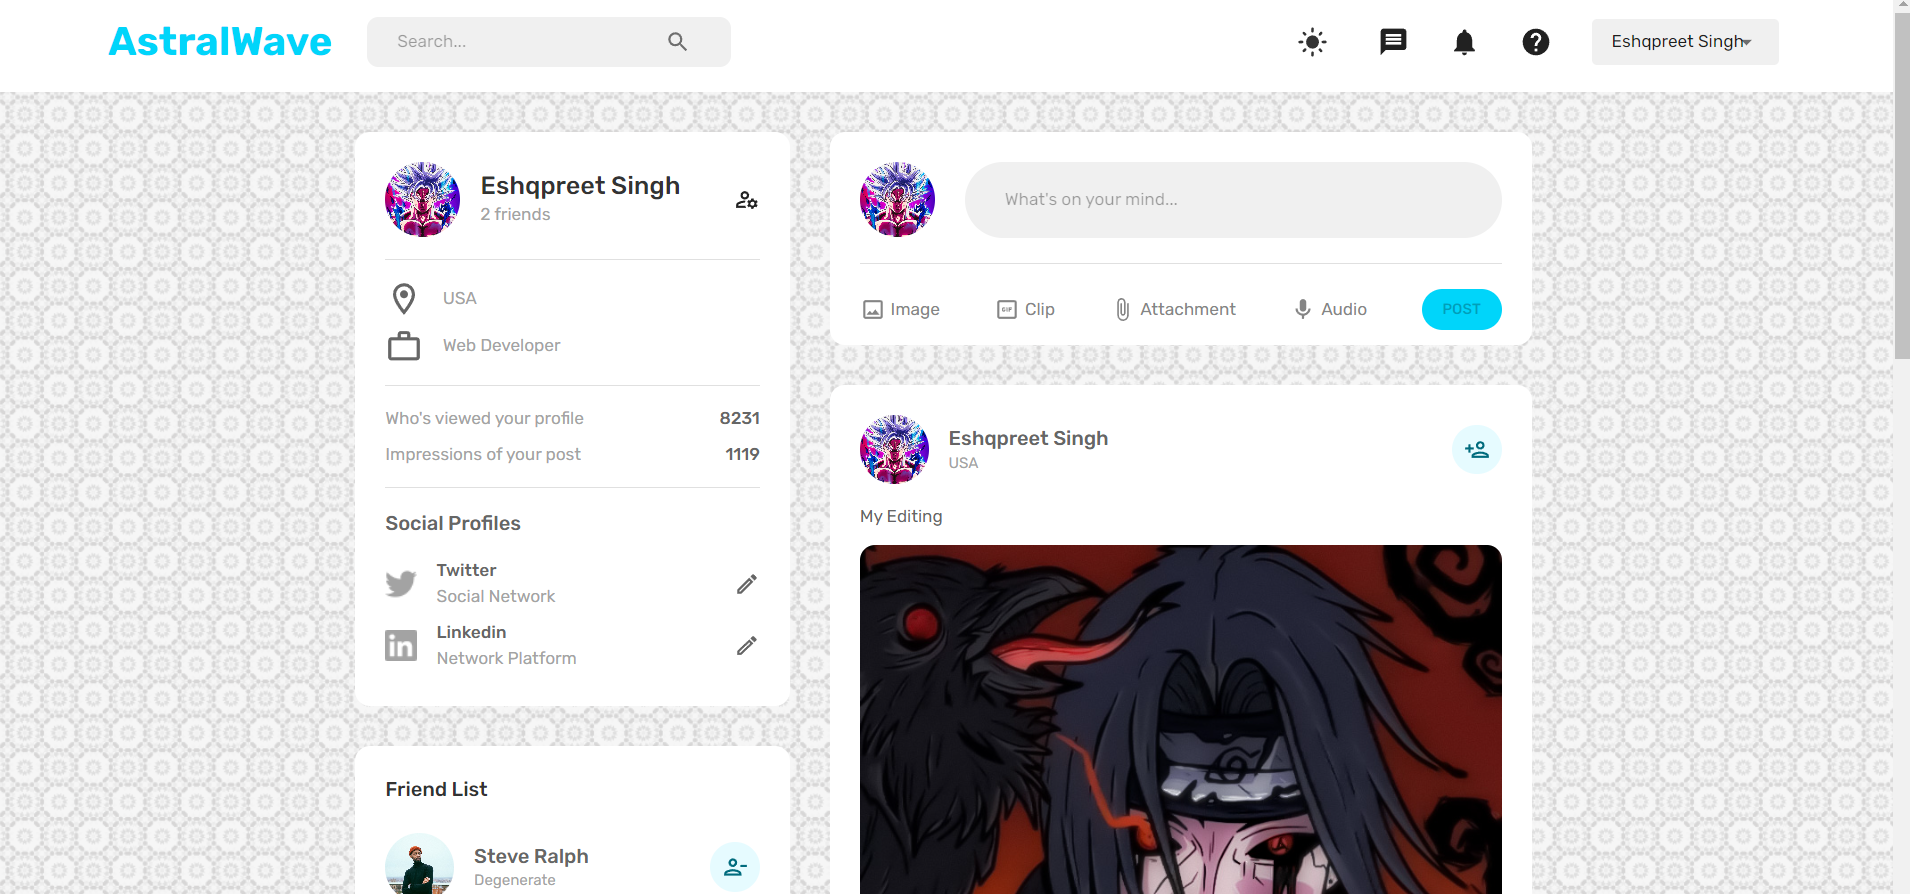 AstralWave
Search...
Eshqpreet Singh
Eshqpreet Singh
2 friends
USA
Web Developer
Who's viewed your profile 8231
Impressions of your post 1119
Social Profiles
Twitter
Social Network
Linkedin
Network Platform
Friend List
Steve Ralph
Degenerate
What's on your mind...
Image
GIF
Clip
Attachment
Audio
POST
Eshqpreet Singh
USA
My Editing